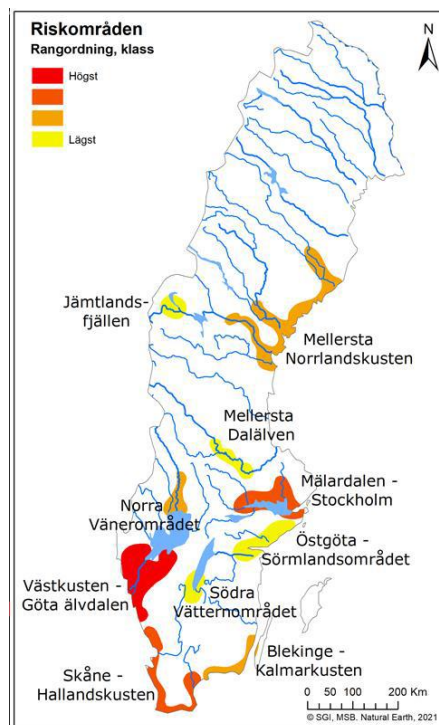 Riskområden
Rangordning, klass
Högst
Lägst
N
Jämtlands-
fjällen
Mellersta
Norrlandskusten
Mellersta
Dalälven
Mälardalen -
Stockholm
Norra
Vänerområdet
Östgöta -
Sörmlandsområdet
Västkusten -
Göta älvdalen
Södra
Vätternområdet
Blekinge -
Kalmarkusten
Skåne -
Hallandskusten
0 50 100 200 Km
© SGI, MSB. Natural Earth, 2021